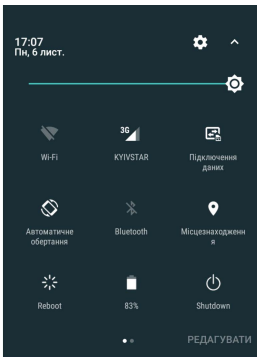 17:07
Пн, 6 лист.
3G
Wi-Fi
KYIVSTAR
Підключення
даних
Автоматичне
обертання
Bluetooth
Місцезнаходженн
я
Reboot
83%
Shutdown
РЕДАГУВАТИ